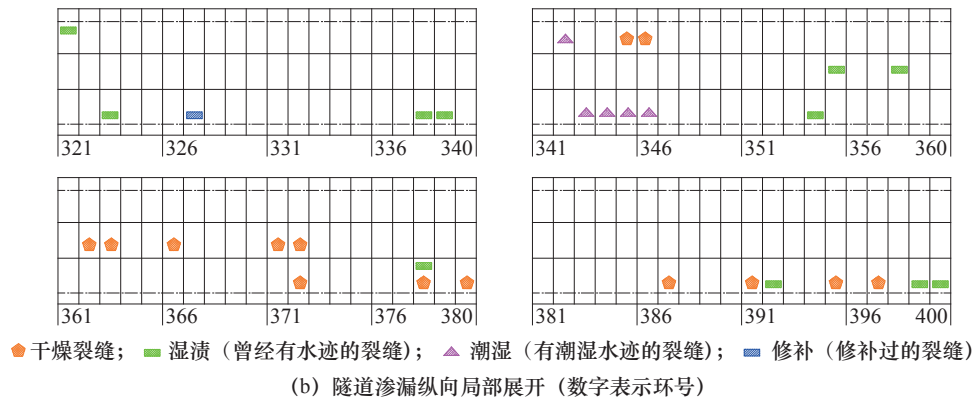 321 326 331 336 340
341 346 351 356 360
361 366 371 376 380
381 386 391 396 400
干燥裂缝； 湿渍（曾经有水迹的裂缝）； 潮湿（有潮湿水迹的裂缝）； 修补（修补过的裂缝）
（b）隧道渗漏纵向局部展开（数字表示环号）